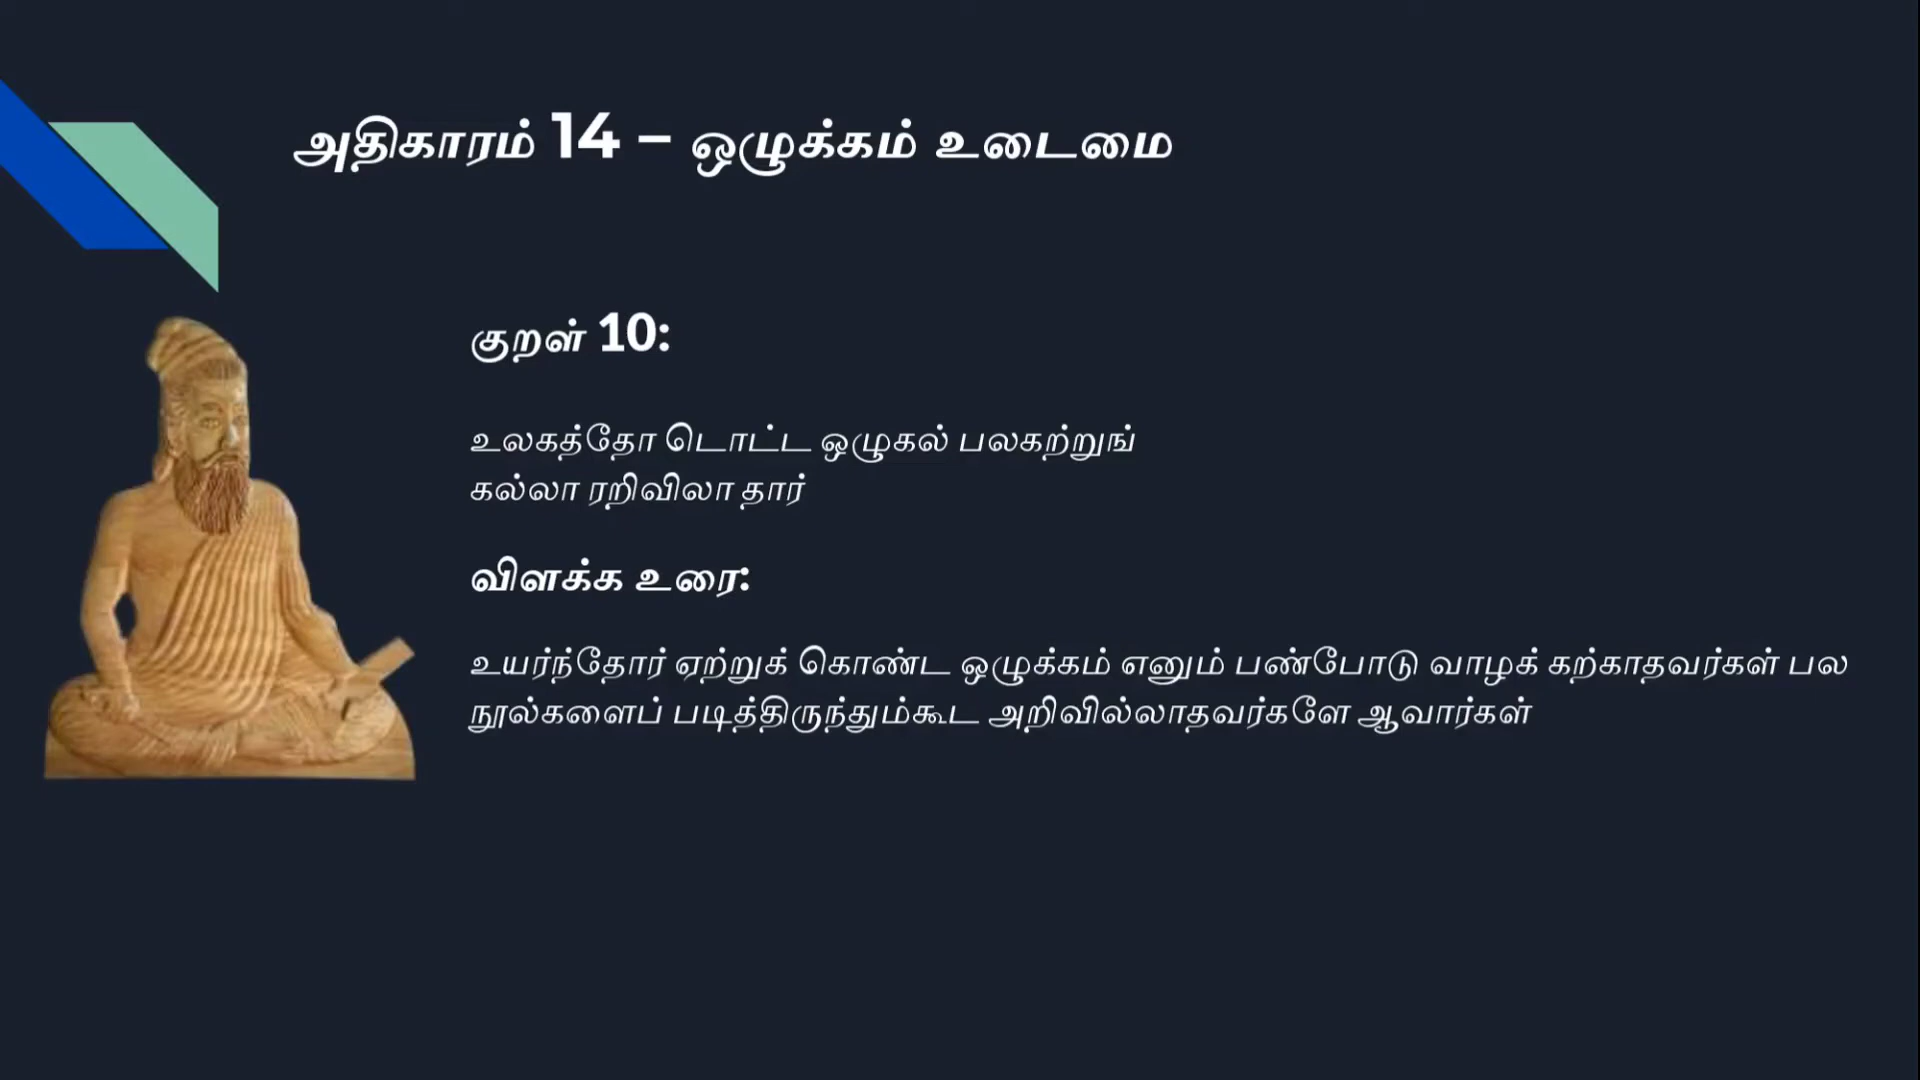 அதிகாரம் 14 – ஒழுக்கம் உடைமை
குறள் 10:
உலகத்தோ டொட்ட ஒழுகல் பலகற்றுங்
கல்லா ரறிவிலா தார்
விளக்க உரை:
உயர்ந்தோர் ஏற்றுக் கொண்ட ஒழுக்கம் எனும் பண்போடு வாழக் கற்காதவர்கள் பல
நூல்களைப் படித்திருந்தும்கூட அறிவில்லாதவர்களே ஆவார்கள்